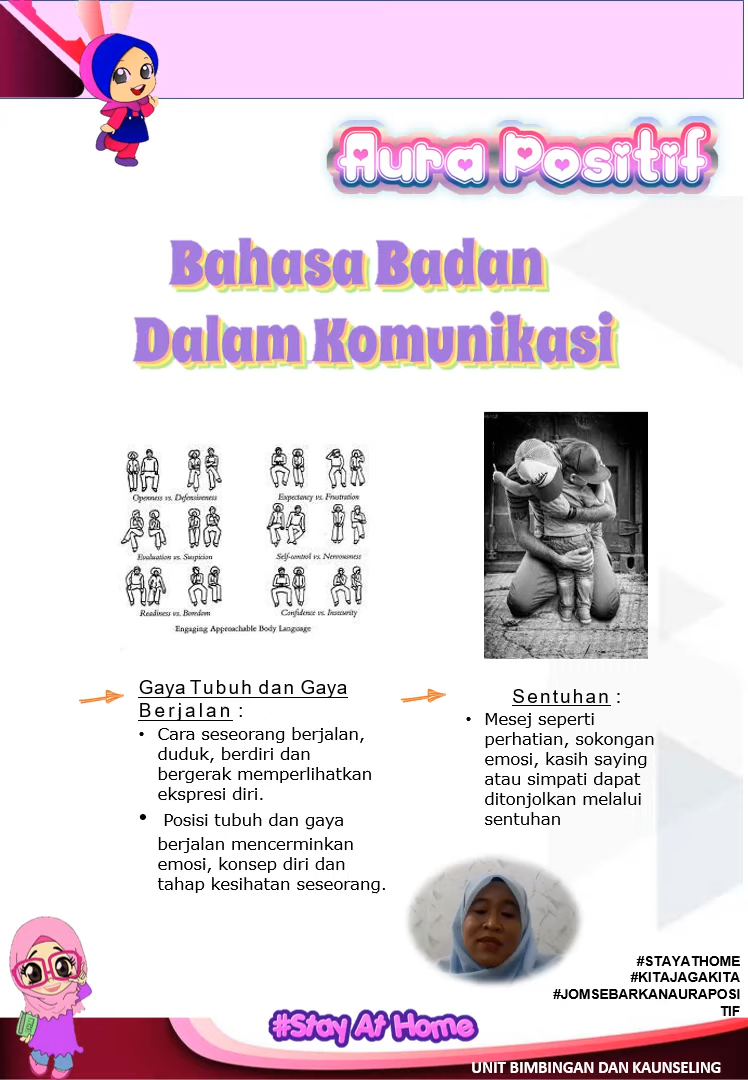 Aura Positif
Bahasa Badan
Dalam Komunikasi
Openness vs. Defensiveness
Expectancy vs. Frustration
Evaluation vs. Suspicion
Self-control vs. Nervousness
Readiness vs. Boredom
Confidence vs. Insecurity
Engaging Approachable Body Language
Gaya Tubuh dan Gaya
Berjalan :
• Cara seseorang berjalan,
duduk, berdiri dan
bergerak memperlihatkan
ekspresi diri.
• Posisi tubuh dan gaya
berjalan mencerminkan
emosi, konsep diri dan
tahap kesihatan seseorang.
Sentuhan :
• Mesej seperti
perhatian, sokongan
emosi, kasih saying
atau simpati dapat
ditonjolkan melalui
sentuhan
#STAYATHOME
#KITAJAGAKITA
#JOMSEBARKANAURAPOSI
TIF
#Stay At Home
UNIT BIMBINGAN DAN KAUNSELING